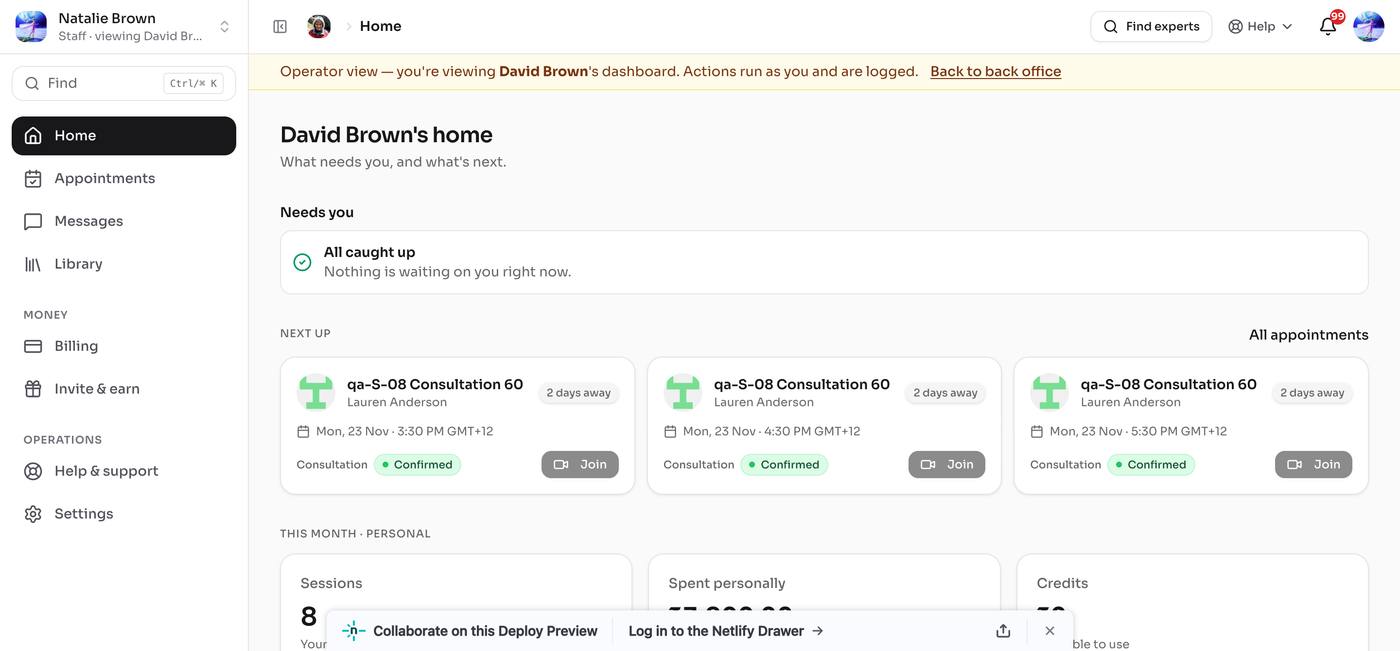 Natalie Brown
Staff · viewing David Br...
Home
Find experts
Help
99
Operator view — you're viewing David Brown's dashboard. Actions run as you and are logged. Back to back office
Find
Ctrl/⌘ K
Home
Appointments
Messages
Library
MONEY
Billing
Invite & earn
OPERATIONS
Help & support
Settings
David Brown's home
What needs you, and what's next.
Needs you
All caught up
Nothing is waiting on you right now.
NEXT UP
All appointments
qa-S-08 Consultation 60
Lauren Anderson
2 days away
Mon, 23 Nov · 3:30 PM GMT+12
Consultation
Confirmed
Join
qa-S-08 Consultation 60
Lauren Anderson
2 days away
Mon, 23 Nov · 4:30 PM GMT+12
Consultation
Confirmed
Join
qa-S-08 Consultation 60
Lauren Anderson
2 days away
Mon, 23 Nov · 5:30 PM GMT+12
Consultation
Confirmed
Join
THIS MONTH · PERSONAL
Sessions
8
Your
Spent personally
Credits
to use
Collaborate on this Deploy Preview
Log in to the Netlify Drawer →